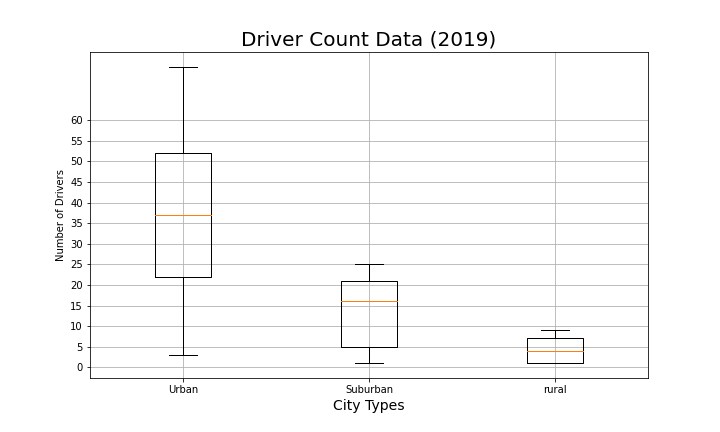 Driver Count Data (2019)
Number of Drivers
60
55
50
45
40
35
30
25
20
15
10
5
0
Urban
Suburban
rural
City Types